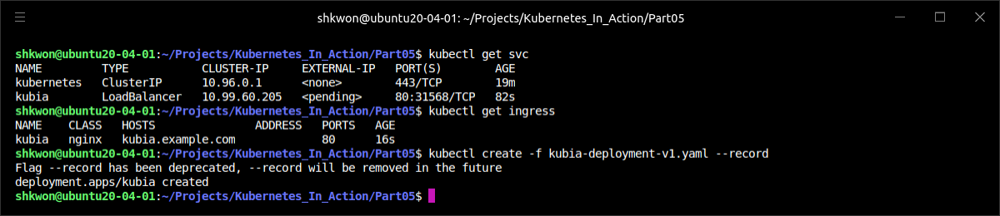 shkwon@ubuntu20-04-01: ~/Projects/Kubernetes_In_Action/Part05
shkwon@ubuntu20-04-01:~/Projects/Kubernetes_In_Action/Part05$ kubectl get svc
NAME         TYPE           CLUSTER-IP     EXTERNAL-IP   PORT(S)        AGE
kubernetes   ClusterIP      10.96.0.1      <none>        443/TCP        19m
kubia        LoadBalancer   10.99.60.205   <pending>     80:31568/TCP   82s
shkwon@ubuntu20-04-01:~/Projects/Kubernetes_In_Action/Part05$ kubectl get ingress
NAME    CLASS   HOSTS               ADDRESS   PORTS   AGE
kubia   nginx   kubia.example.com             80      16s
shkwon@ubuntu20-04-01:~/Projects/Kubernetes_In_Action/Part05$ kubectl create -f kubia-deployment-v1.yaml --record
Flag --record has been deprecated, --record will be removed in the future
deployment.apps/kubia created
shkwon@ubuntu20-04-01:~/Projects/Kubernetes_In_Action/Part05$